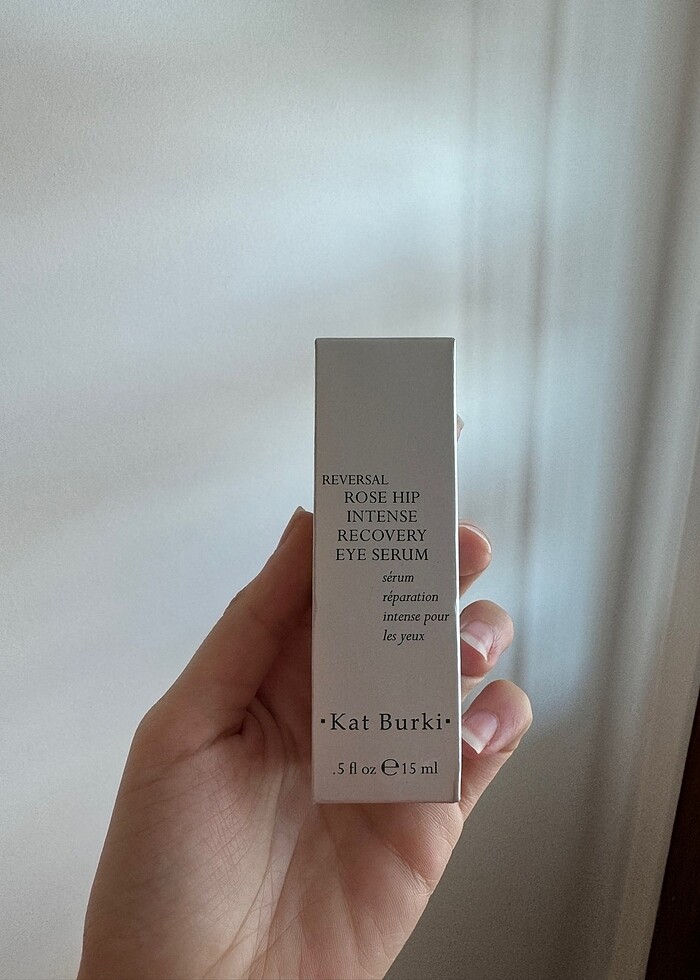 REVERSAL
ROSE HIP
INTENSE
RECOVERY
EYE SERUM
sérum
réparation
intense pour
les yeux
·Kat Burki·
.5 fl oz ℮ 15 ml